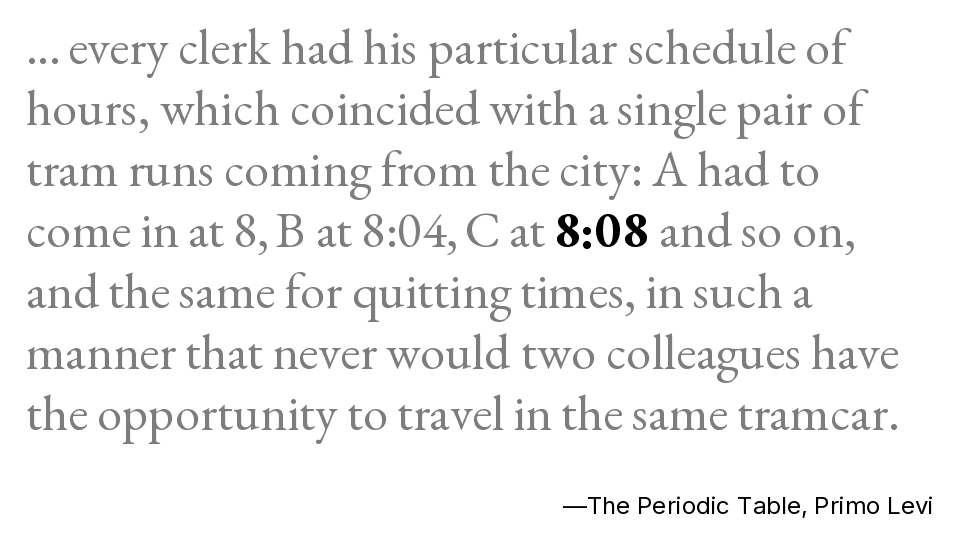 ... every clerk had his particular schedule of
hours, which coincided with a single pair of
tram runs coming from the city: A had to
come in at 8, B at 8:04, C at 8:08 and so on,
and the same for quitting times, in such a
manner that never would two colleagues have
the opportunity to travel in the same tramcar.
—The Periodic Table, Primo Levi